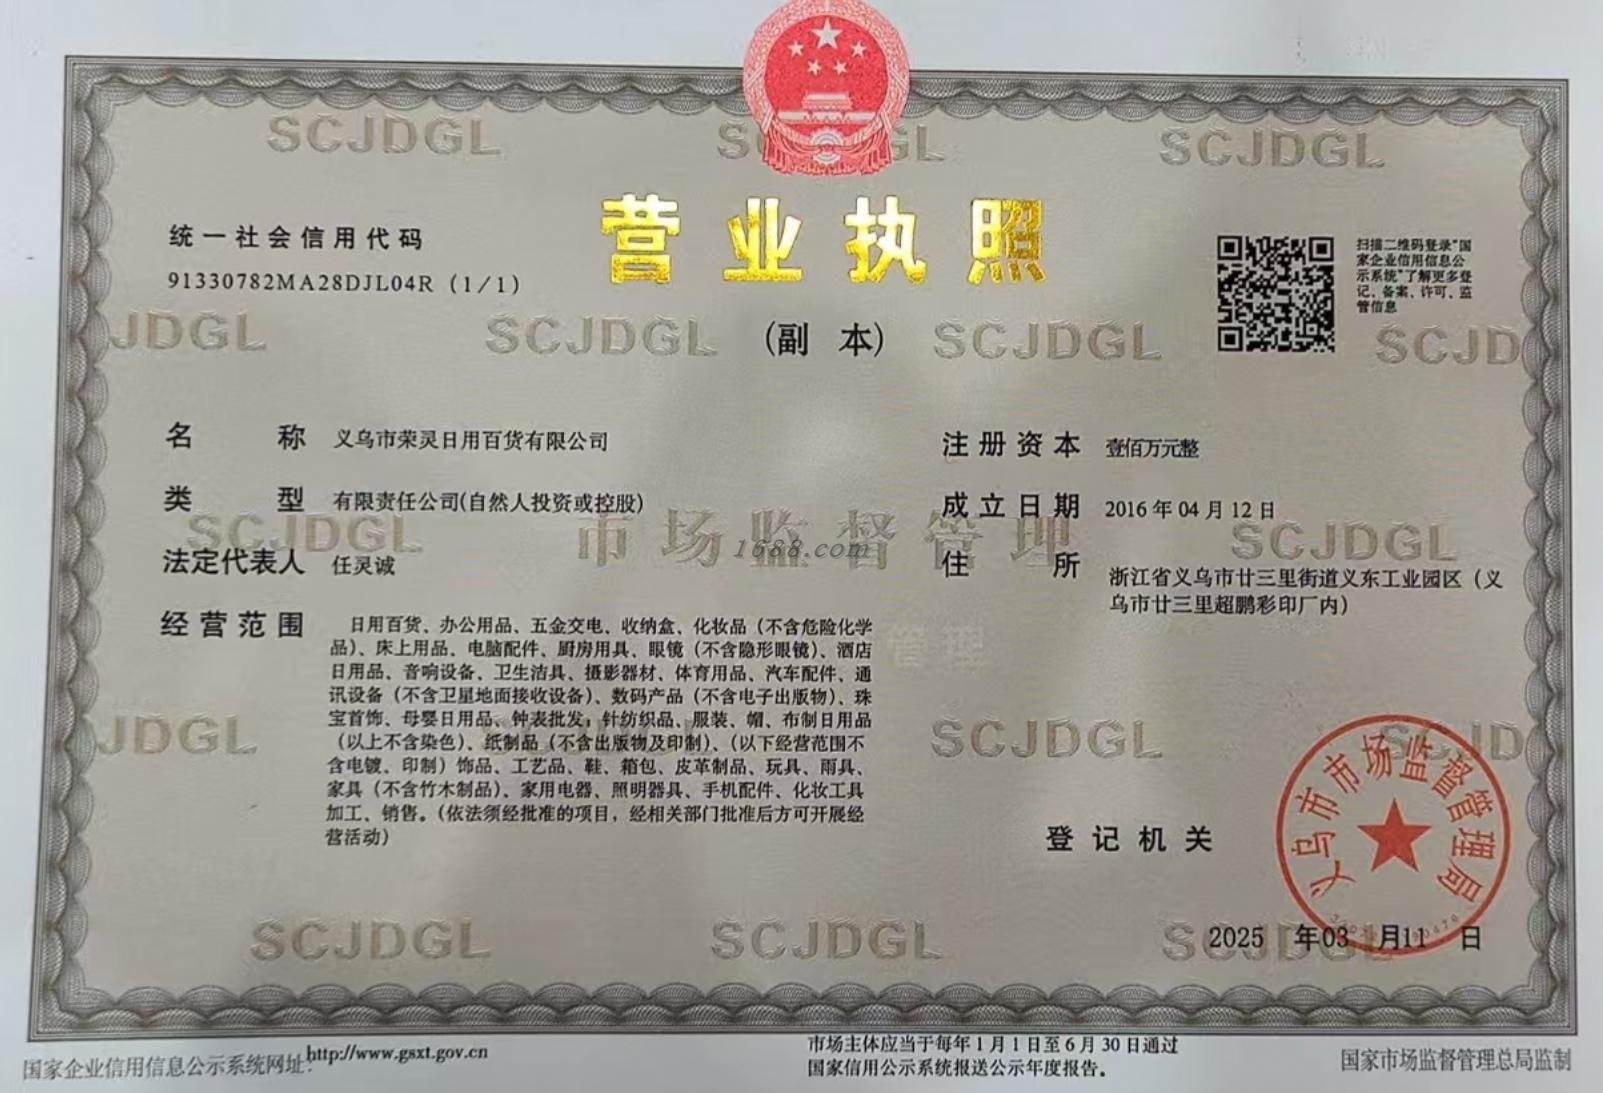 SCJDGL SCJDGL SCJDGL
营业执照
(副 本)
统一社会信用代码
91330782MA28DJL04R (1/1)
扫描二维码登录“国
家企业信用信息公
示系统”了解更多登
记、备案、许可、监
管信息
JDGL SCJDGL SCJDGL SCJD
名 称 义乌市荣灵日用百货有限公司
类 型 有限责任公司(自然人投资或控股)
法定代表人 任灵诚
经营范围 日用百货、办公用品、五金交电、收纳盒、化妆品(不含危险化学
品)、床上用品、电脑配件、厨房用具、眼镜(不含隐形眼镜)、酒店
日用品、音响设备、卫生洁具、摄影器材、体育用品、汽车配件、通
讯设备(不含卫星地面接收设备)、数码产品(不含电子出版物)、珠
宝首饰、母婴日用品、钟表批发;针纺织品、服装、帽、布制日用品
(以上不含染色)、纸制品(不含出版物及印制)、(以下经营范围不
含电镀、印制)饰品、工艺品、鞋、箱包、皮革制品、玩具、雨具、
家具(不含竹木制品)、家用电器、照明器具、手机配件、化妆工具
加工、销售。(依法须经批准的项目,经相关部门批准后方可开展经
营活动)
注册资本 壹佰万元整
成立日期 2016 年 04 月 12 日
住 所 浙江省义乌市廿三里街道义东工业园区(义
乌市廿三里超鹏彩印厂内)
SCJDGL 市场监督管理 SCJDGL
1688.com
管理
JDGL SCJDGL SCJD
登记机关
义乌市市场监督管理局
2025 年03 月11 日
SCJDGL SCJDGL SCJDGL
国家企业信用信息公示系统网址:http://www.gsxt.gov.cn
市场主体应当于每年1月1日至6月30日通过
国家信用公示系统报送公示年度报告。
国家市场监督管理总局监制